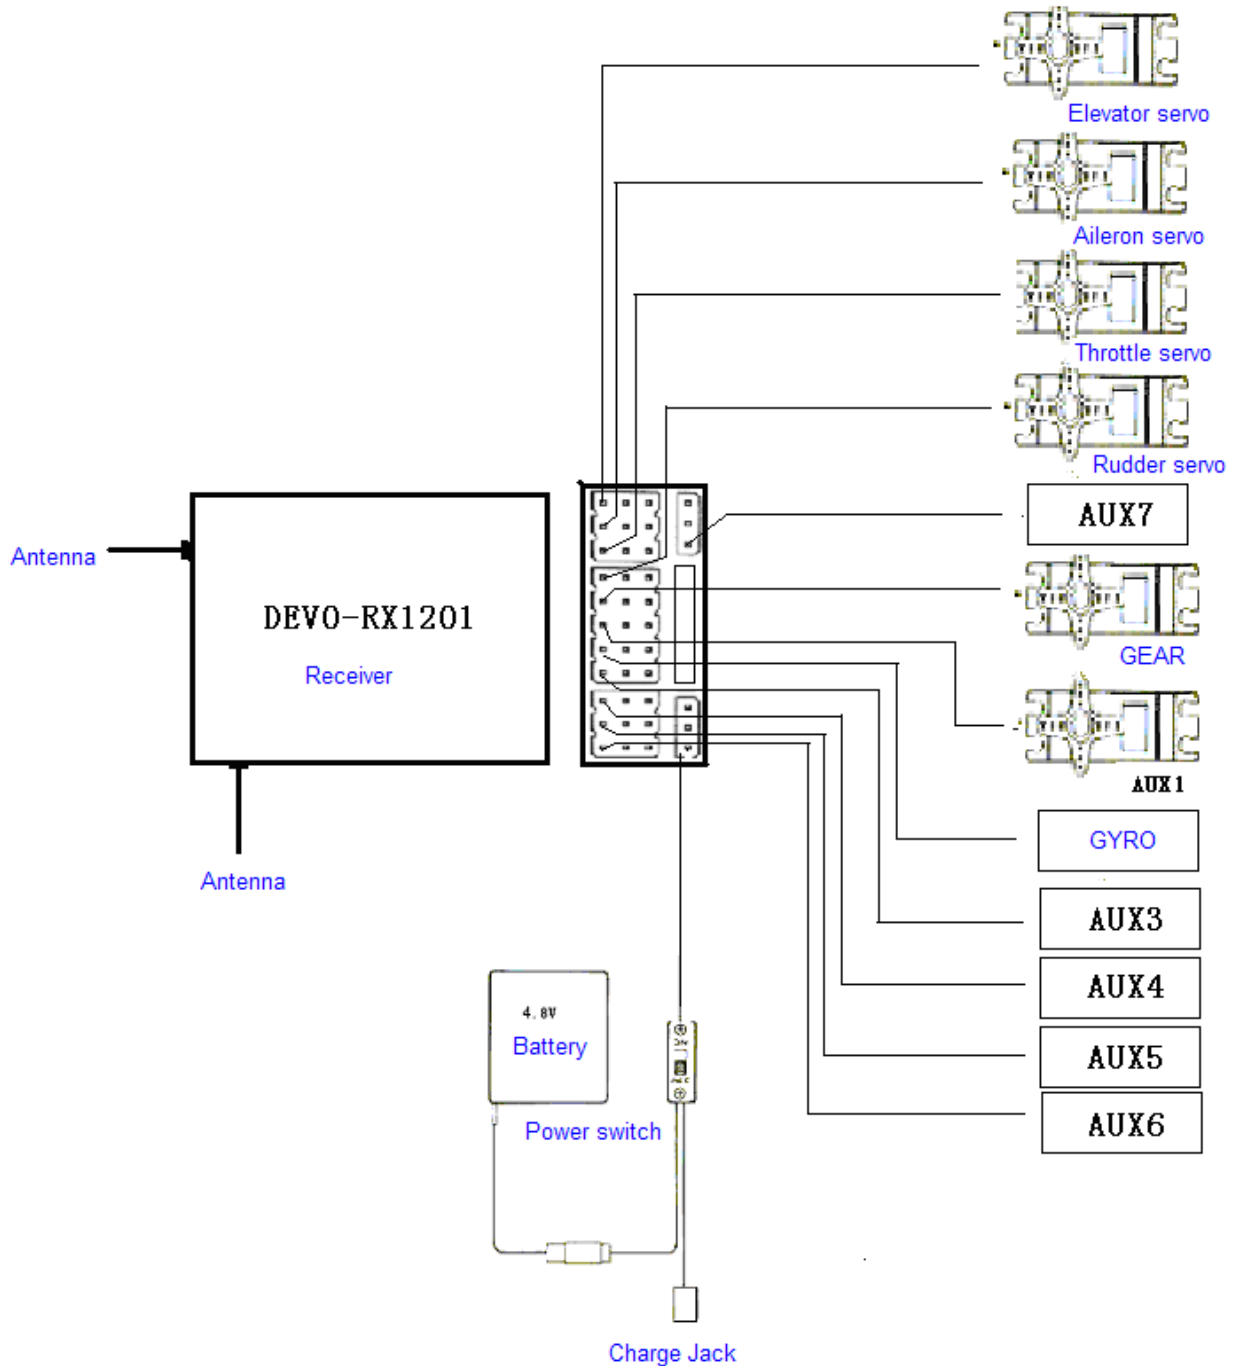 Elevator servo
Aileron servo
Throttle servo
Rudder servo
AUX7
Antenna
DEVO-RX1201
Receiver
GEAR
AUX1
GYRO
Antenna
AUX3
AUX4
4.8V
Battery
AUX5
Power switch
AUX6
Charge Jack